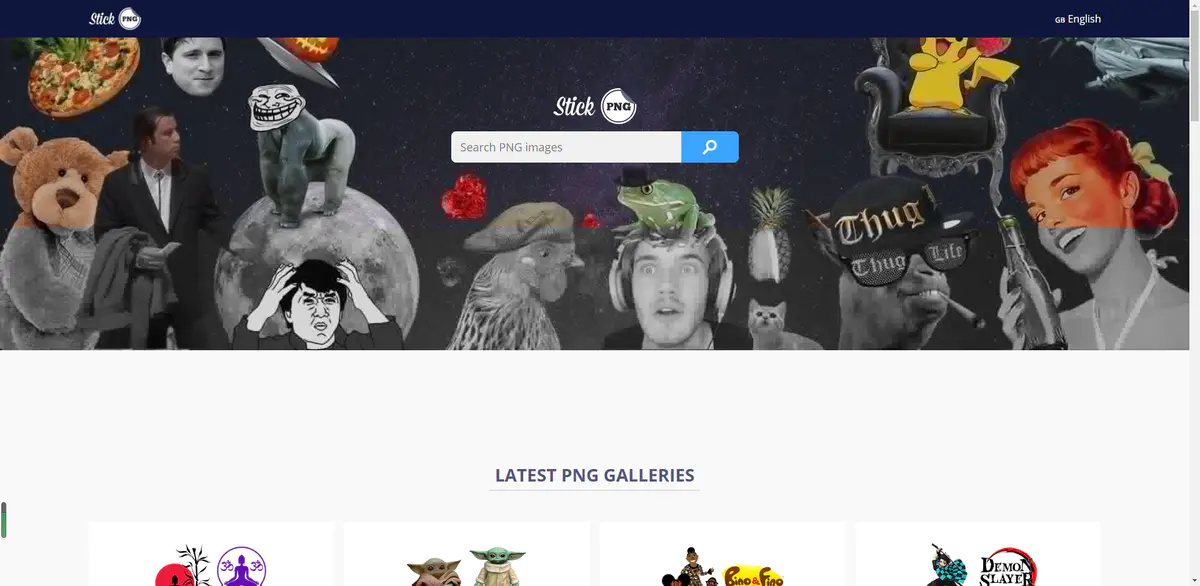 Stick PNG
GB English
Stick PNG
Search PNG images
Thug
Thug Life
LATEST PNG GALLERIES
Bino & Fino
DEMON
SLAYER